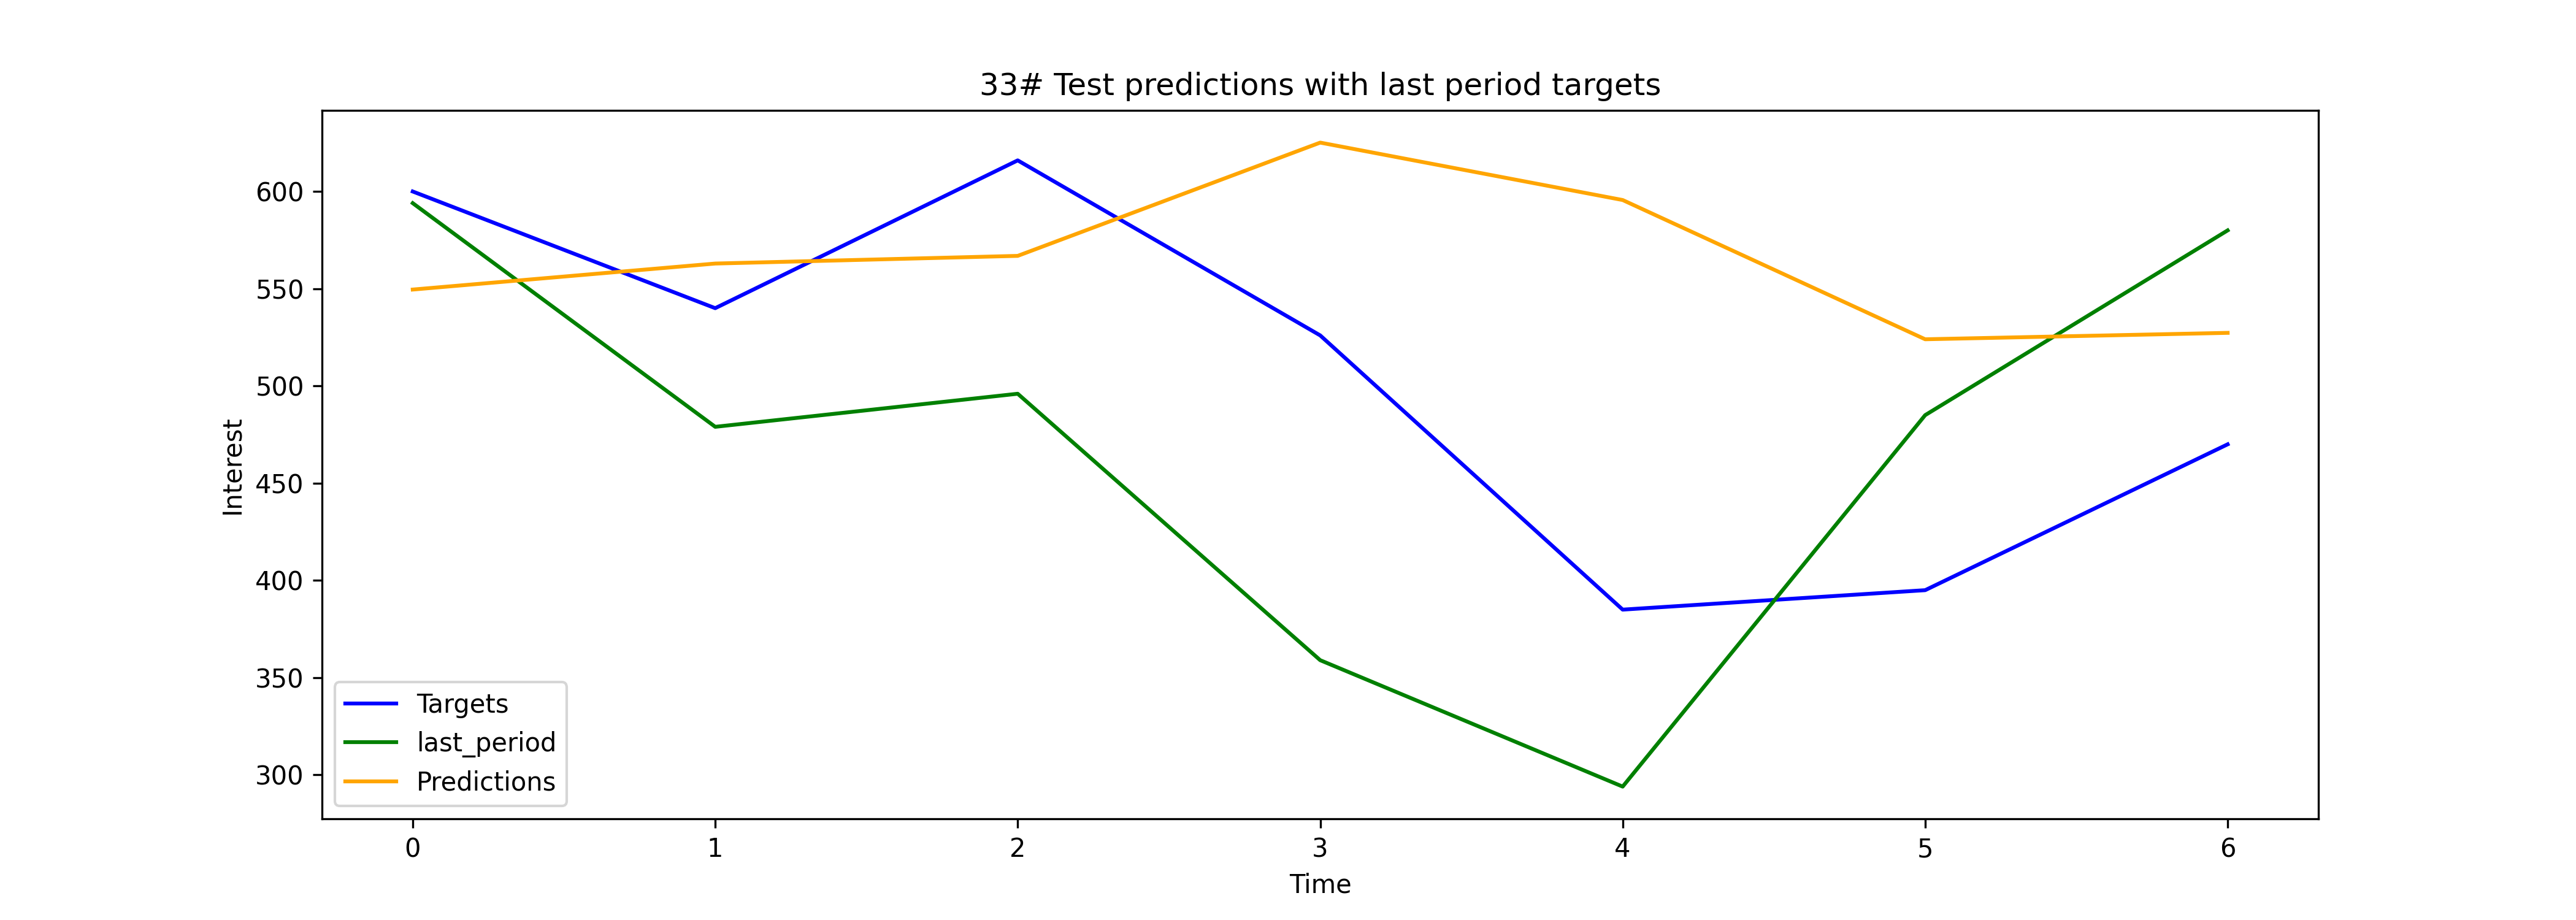 33# Test predictions with last period targets
Interest
600
550
500
450
400
350
300
Targets
last_period
Predictions
0 1 2 3 4 5 6
Time